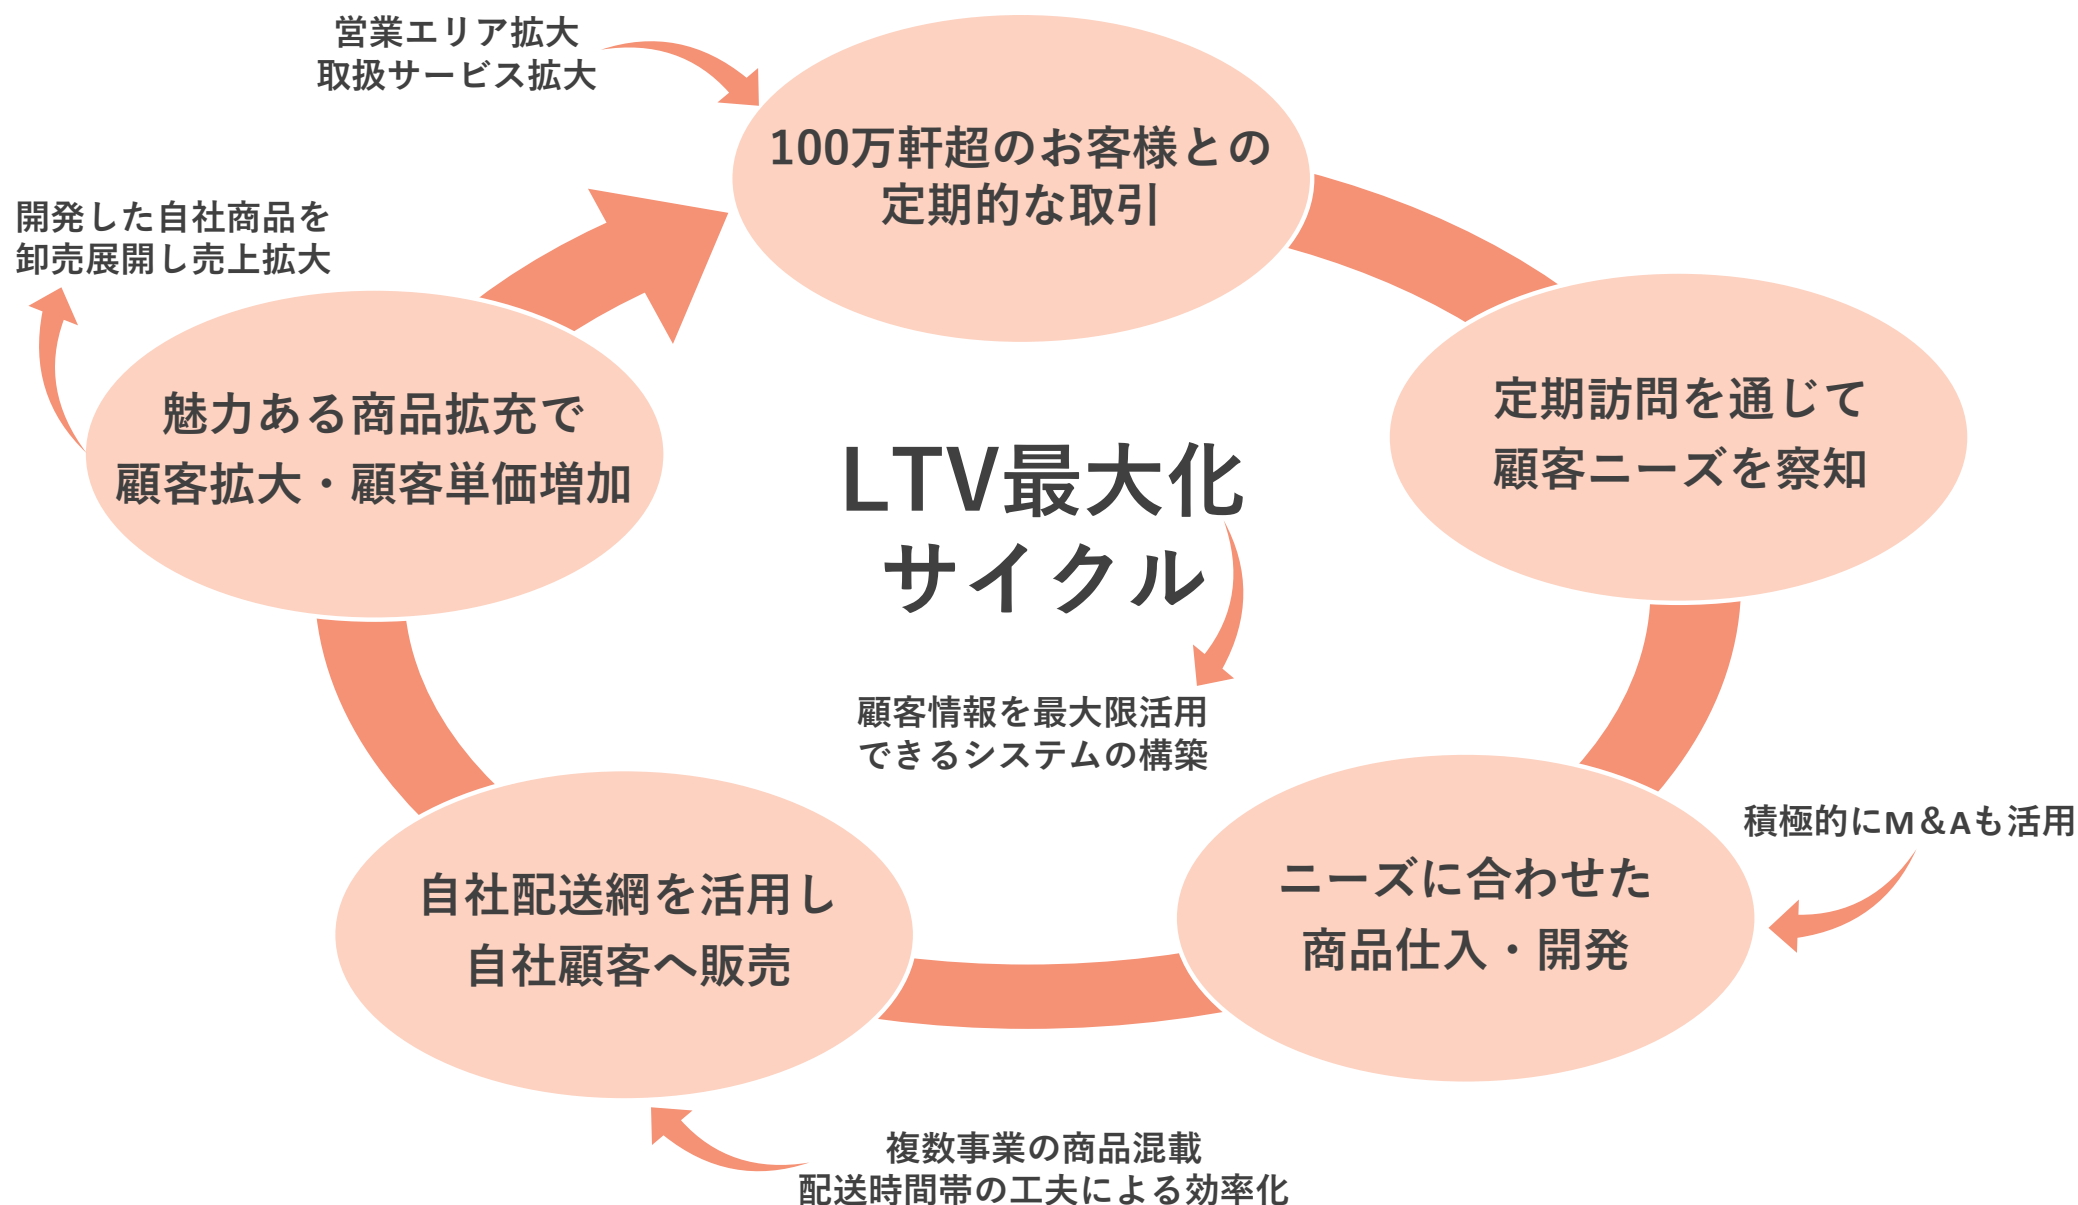 営業エリア拡大
取扱サービス拡大
100万軒超のお客様との
定期的な取引
開発した自社商品を
卸売展開し売上拡大
定期訪問を通じて
顧客ニーズを察知
魅力ある商品拡充で
顧客拡大・顧客単価増加
LTV最大化
サイクル
顧客情報を最大限活用
できるシステムの構築
積極的にM＆Aも活用
ニーズに合わせた
商品仕入・開発
自社配送網を活用し
自社顧客へ販売
複数事業の商品混載
配送時間帯の工夫による効率化